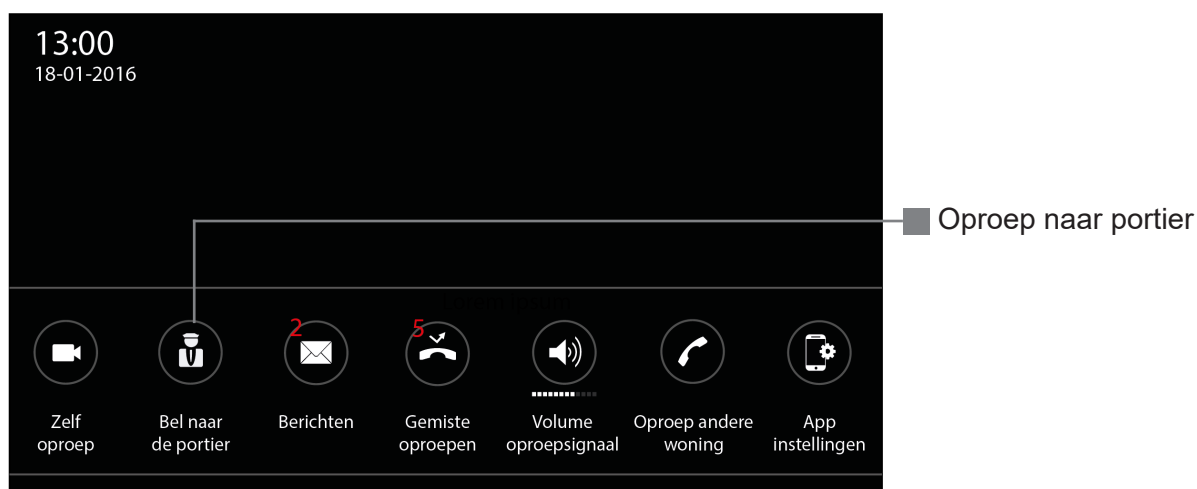 13:00
18-01-2016
Oproep naar portier
2
5
Zelf
oproep
Bel naar
de portier
Berichten
Gemiste
oproepen
Volume
oproepsignaal
Oproep andere
woning
App
instellingen